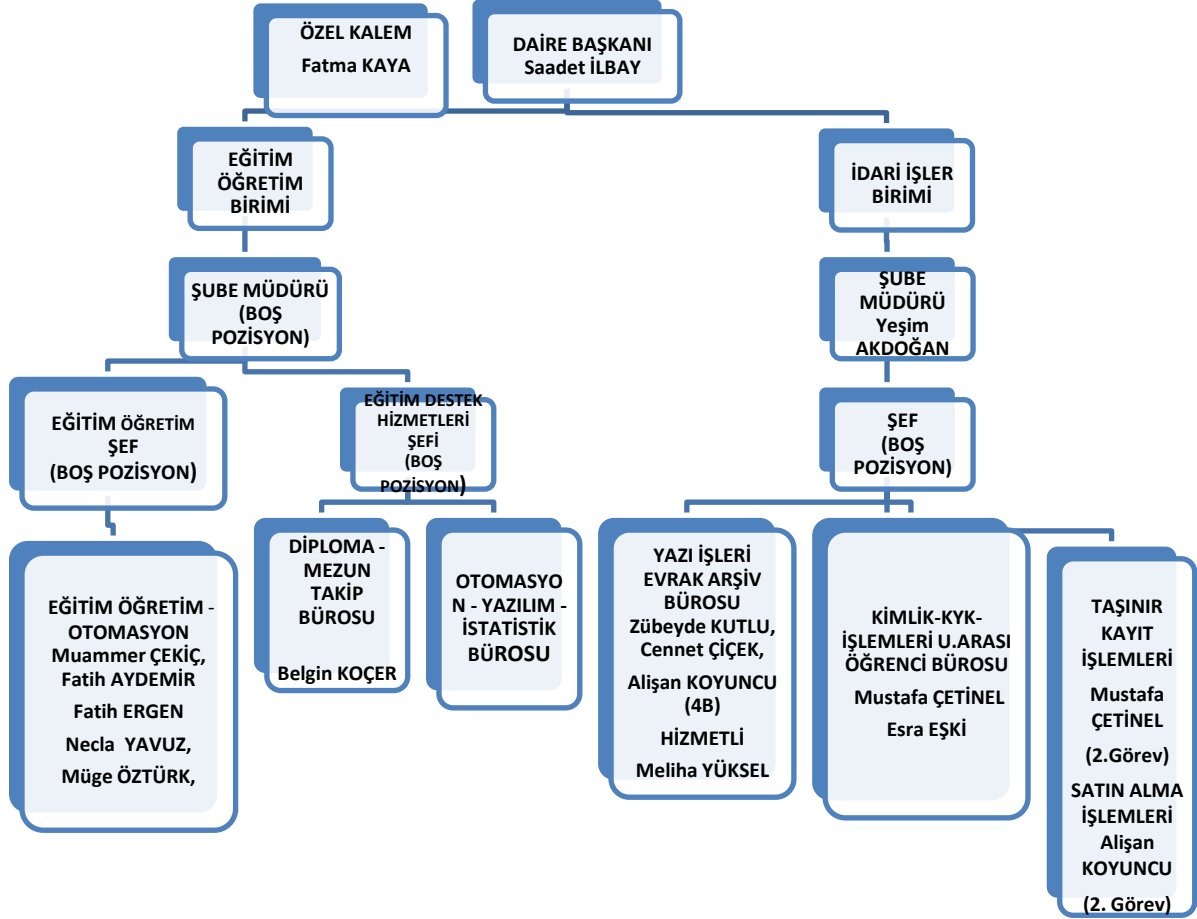 ÖZEL KALEM
Fatma KAYA
DAİRE BAŞKANI
Saadet İLBAY
EĞİTİM
ÖĞRETİM
BİRİMİ
İDARİ İŞLER
BİRİMİ
ŞUBE MÜDÜRÜ
(BOŞ
POZİSYON)
ŞUBE
MÜDÜRÜ
Yeşim
AKDOĞAN
EĞİTİM ÖĞRETİM
ŞEF
(BOŞ POZİSYON)
EĞİTİM DESTEK
HİZMETLERİ
ŞEFİ
(BOŞ
POZİSYON)
ŞEF
(BOŞ
POZİSYON)
EĞİTİM ÖĞRETİM -
OTOMASYON
Muammer ÇEKİÇ,
Fatih AYDEMİR
Fatih ERGEN
Necla YAVUZ,
Müge ÖZTÜRK,
DİPLOMA -
MEZUN
TAKİP
BÜROSU
Belgin KOÇER
OTOMASYO
N - YAZILIM -
İSTATİSTİK
BÜROSU
YAZI İŞLERİ
EVRAK ARŞİV
BÜROSU
Zübeyde KUTLU,
Cennet ÇİÇEK,
Alişan KOYUNCU
(4B)
HİZMETLİ
Meliha YÜKSEL
KİMLİK-KYK-
İŞLEMLERİ U.ARASI
ÖĞRENCİ BÜROSU
Mustafa ÇETİNEL
Esra EŞKİ
TAŞINIR
KAYIT
İŞLEMLERİ
Mustafa
ÇETİNEL
(2.Görev)
SATIN ALMA
İŞLEMLERİ
Alişan
KOYUNCU
(2. Görev)